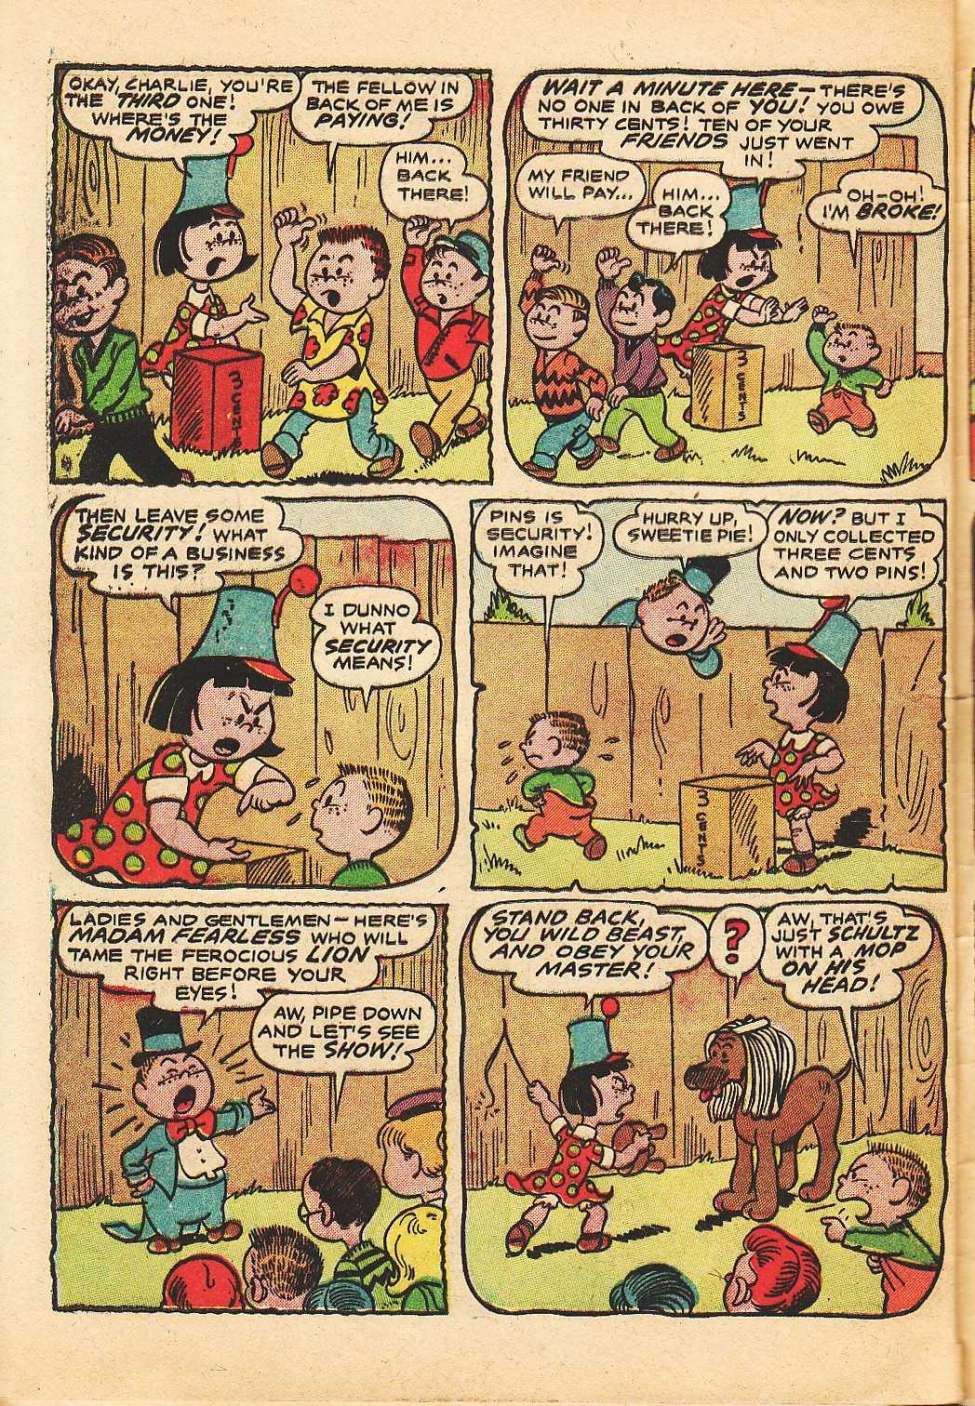 OKAY, CHARLIE, YOU'RE
THE THIRD ONE!
WHERE'S THE
MONEY!
THE FELLOW IN
BACK OF ME IS
PAYING!
HIM...
BACK
THERE!
3
CENTS
WAIT A MINUTE HERE — THERE'S
NO ONE IN BACK OF YOU! YOU OWE
THIRTY CENTS! TEN OF YOUR
FRIENDS JUST WENT
IN!
MY FRIEND
WILL PAY...
HIM...
BACK
THERE!
OH-OH!
I'M BROKE!
3
CENTS
THEN LEAVE SOME
SECURITY! WHAT
KIND OF A BUSINESS
IS THIS?
I DUNNO
WHAT
SECURITY
MEANS!
PINS IS
SECURITY!
IMAGINE
THAT!
HURRY UP,
SWEETIE PIE!
NOW? BUT I
ONLY COLLECTED
THREE CENTS
AND TWO PINS!
3
CENTS
LADIES AND GENTLEMEN — HERE'S
MADAM FEARLESS WHO WILL
TAME THE FEROCIOUS LION
RIGHT BEFORE YOUR
EYES!
AW, PIPE DOWN
AND LET'S SEE
THE SHOW!
STAND BACK,
YOU WILD BEAST,
AND OBEY YOUR
MASTER!
?
AW, THAT'S
JUST SCHULTZ
WITH A MOP
ON HIS
HEAD!